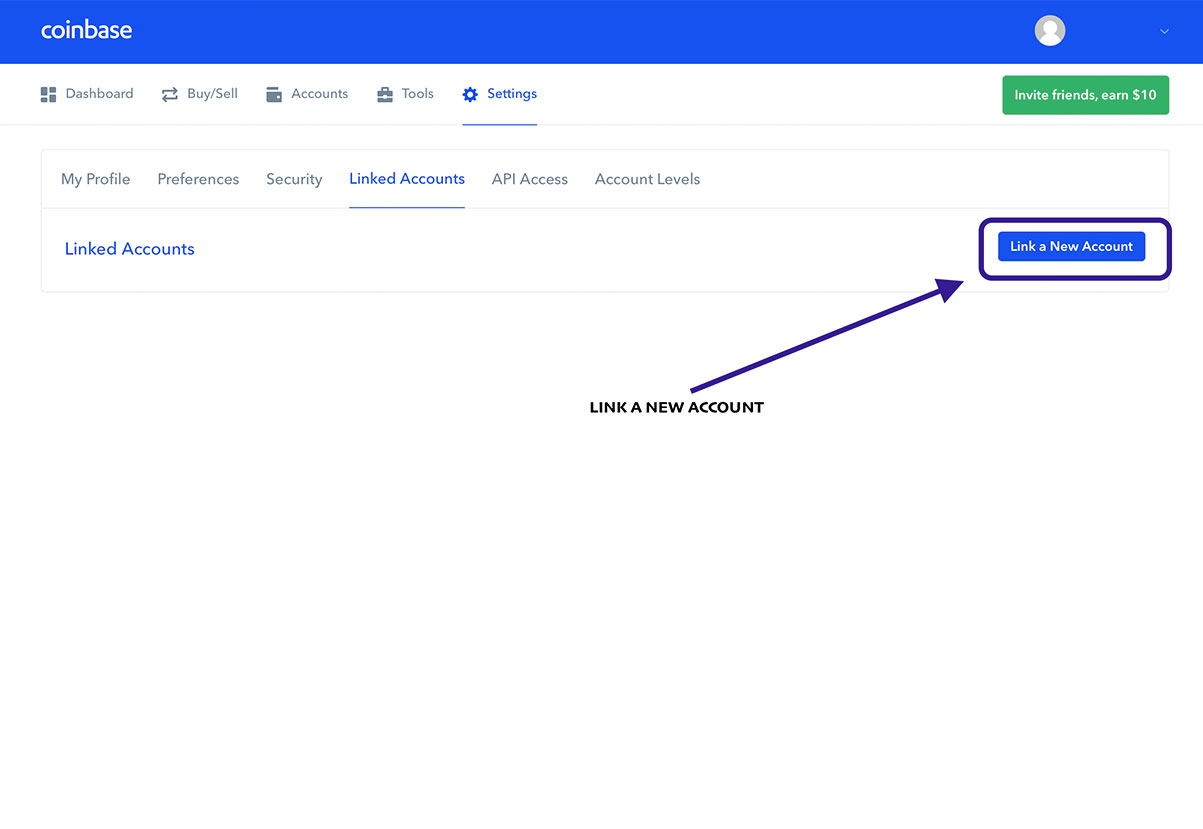 coinbase
Dashboard Buy/Sell Accounts Tools Settings Invite friends, earn $10
My Profile Preferences Security Linked Accounts API Access Account Levels
Linked Accounts Link a New Account
LINK A NEW ACCOUNT